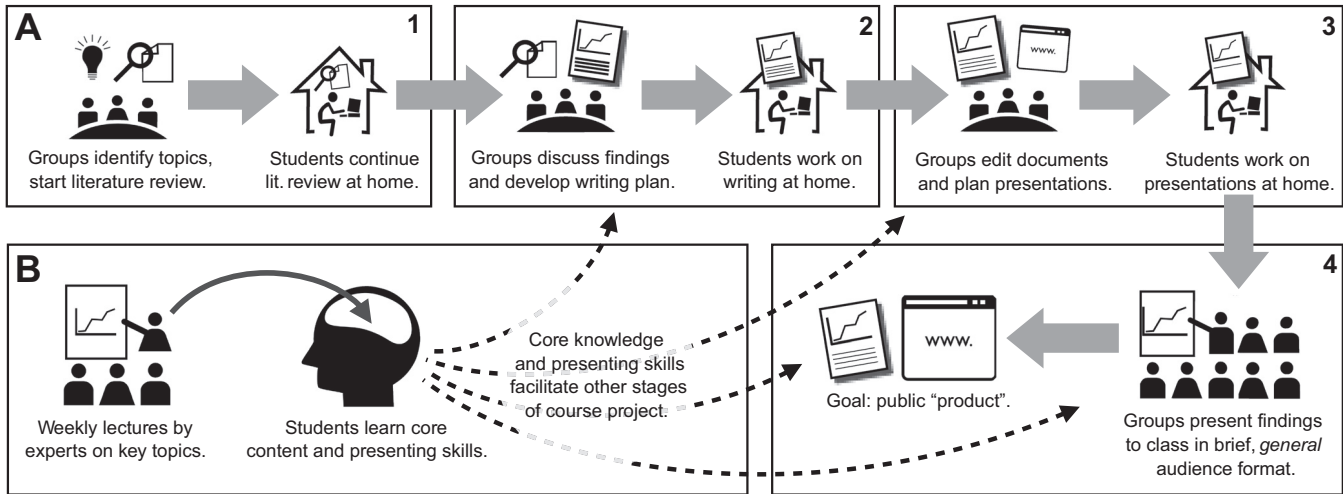 A
1
Groups identify topics,
start literature review.
Students continue
lit. review at home.
2
Groups discuss findings
and develop writing plan.
Students work on
writing at home.
3
www.
Groups edit documents
and plan presentations.
Students work on
presentations at home.
B
Weekly lectures by
experts on key topics.
Students learn core
content and presenting skills.
Core knowledge
and presenting skills
facilitate other stages
of course project.
4
www.
Goal: public “product”.
Groups present findings
to class in brief, general
audience format.